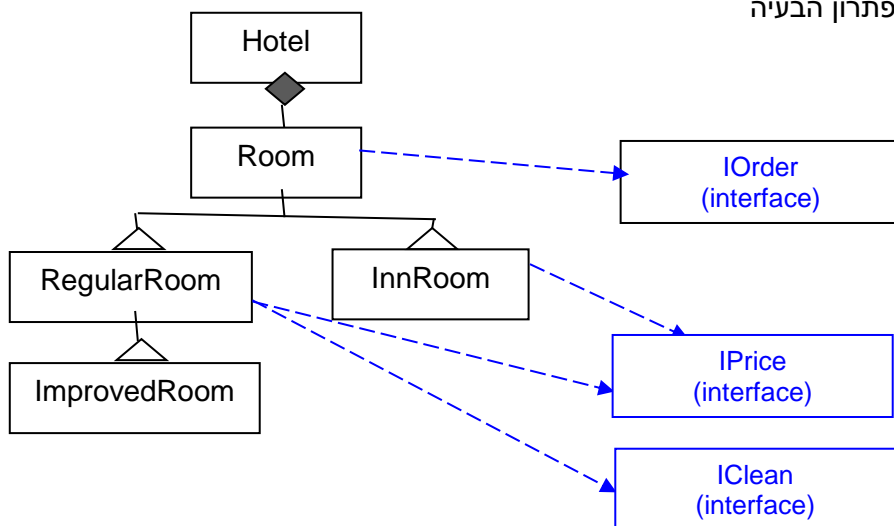 פתרון הבעיה
Hotel
Room
IOrder
(interface)
RegularRoom
InnRoom
IPrice
(interface)
ImprovedRoom
IClean
(interface)